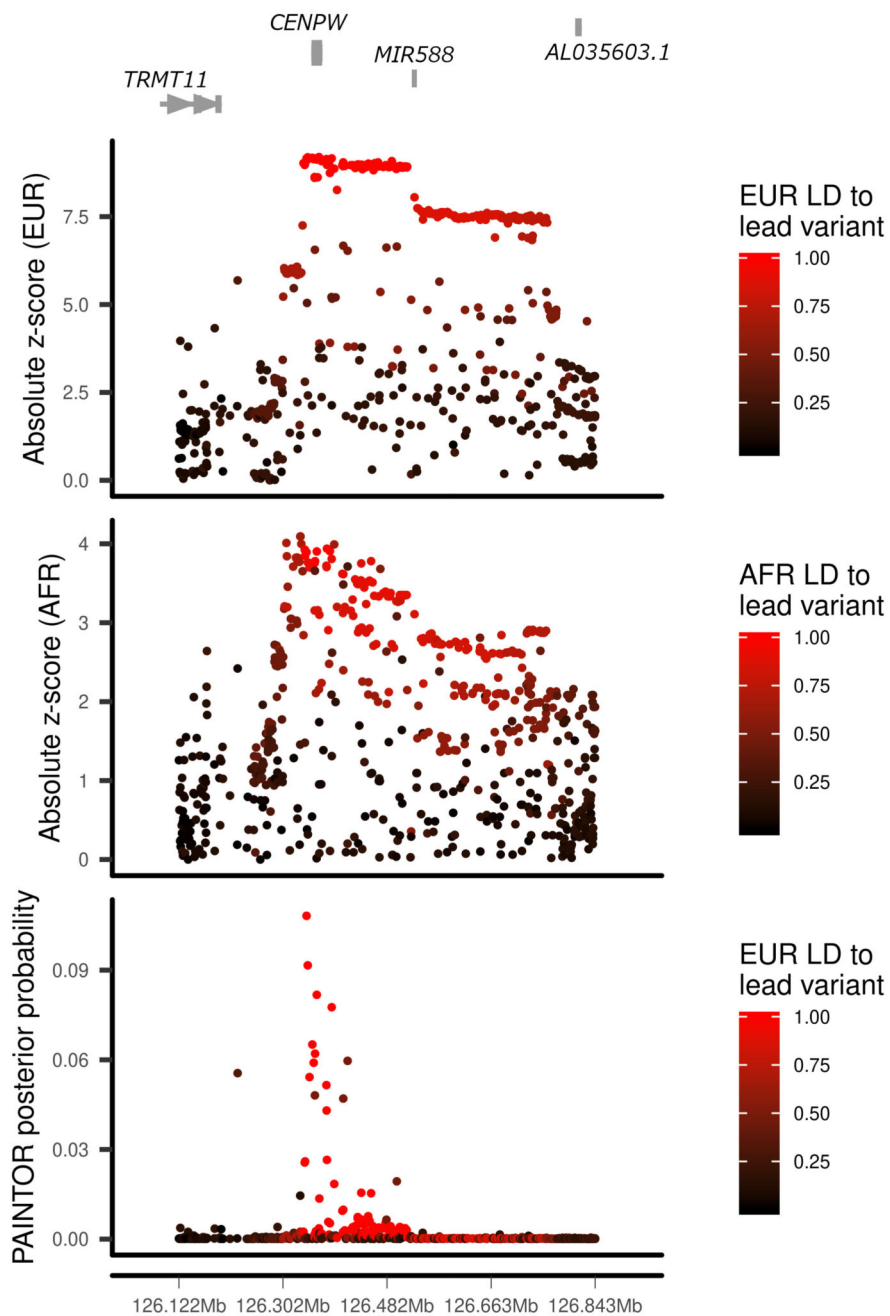 CENPW
MIR588
AL035603.1
TRMT11
Absolute z-score (EUR)
7.5
5.0
2.5
0.0
EUR LD to
lead variant
1.00
0.75
0.50
0.25
Absolute z-score (AFR)
4
3
2
1
0
AFR LD to
lead variant
1.00
0.75
0.50
0.25
PAINTOR posterior probability
0.09
0.06
0.03
0.00
EUR LD to
lead variant
1.00
0.75
0.50
0.25
126.122Mb 126.302Mb 126.482Mb 126.663Mb 126.843Mb